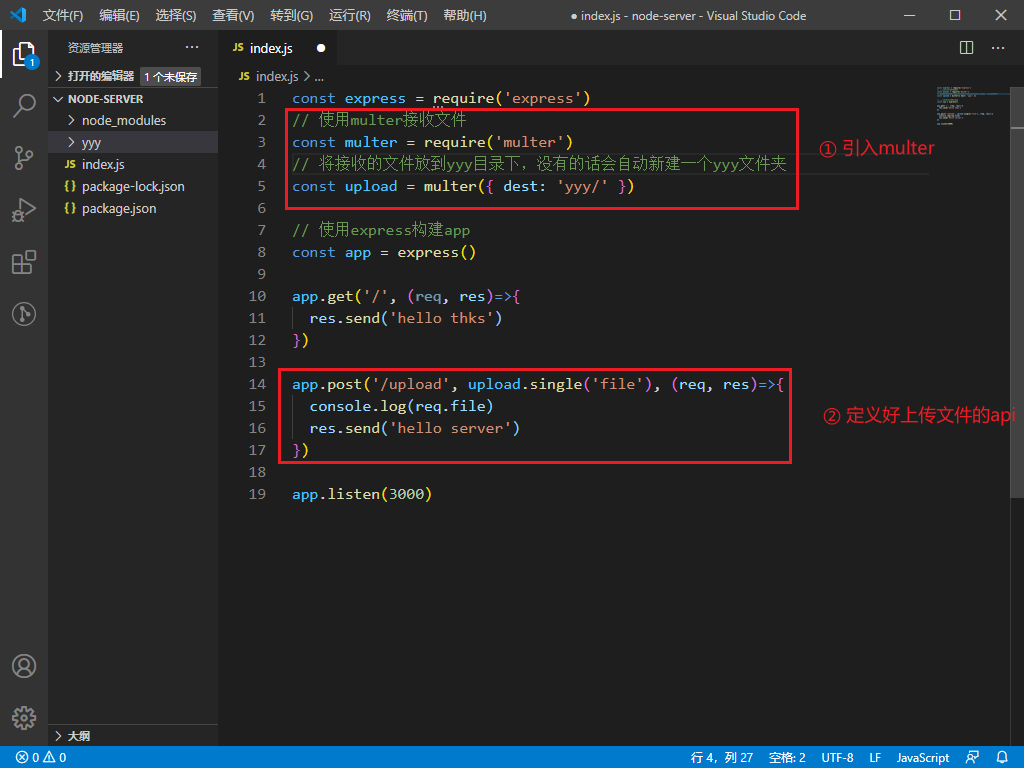 文件(F) 编辑(E) 选择(S) 查看(V) 转到(G) 运行(R) 终端(T) 帮助(H) ● index.js - node-server - Visual Studio Code
资源管理器 ···
打开的编辑器 1 个未保存
NODE-SERVER
node_modules
yyy
JS index.js
{} package-lock.json
{} package.json
大纲
1
JS index.js ●
JS index.js > ...
1 const express = require('express')
2 // 使用multer接收文件
3 const multer = require('multer')
4 // 将接收的文件放到yyy目录下，没有的话会自动新建一个yyy文件夹
5 const upload = multer({ dest: 'yyy/' })
6
7 // 使用express构建app
8 const app = express()
9
10 app.get('/', (req, res)=>{
11 res.send('hello thks')
12 })
13
14 app.post('/upload', upload.single('file'), (req, res)=>{
15 console.log(req.file)
16 res.send('hello server')
17 })
18
19 app.listen(3000)
① 引入multer
② 定义好上传文件的api
0 0 行 4，列 27 空格: 2 UTF-8 LF JavaScript